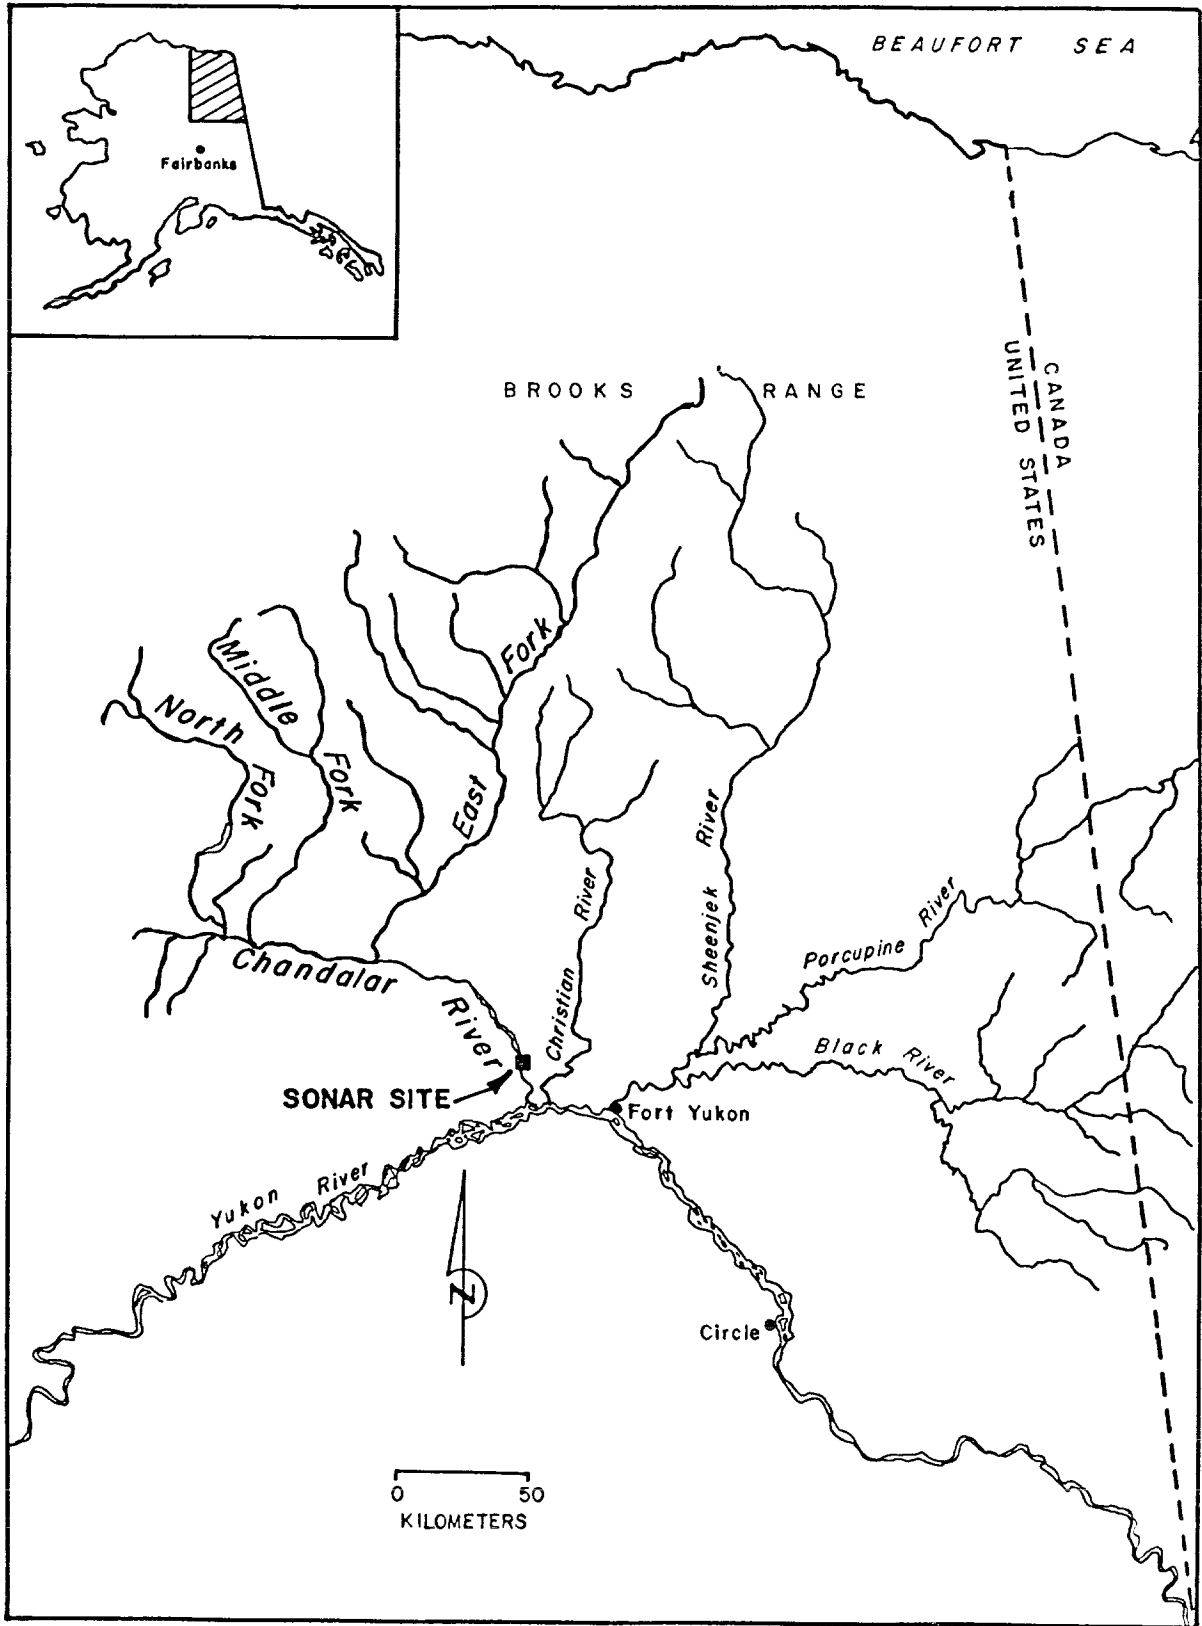 BEAUFORT SEA
Fairbanks
BROOKS RANGE
CANADA
UNITED STATES
Fork
Middle
North
Fork
Fork
East
River
River
Sheenjek
River
Porcupine
Chandalar
Christian
River
Black River
SONAR SITE
Fort Yukon
Yukon River
N
Circle
0 50
KILOMETERS